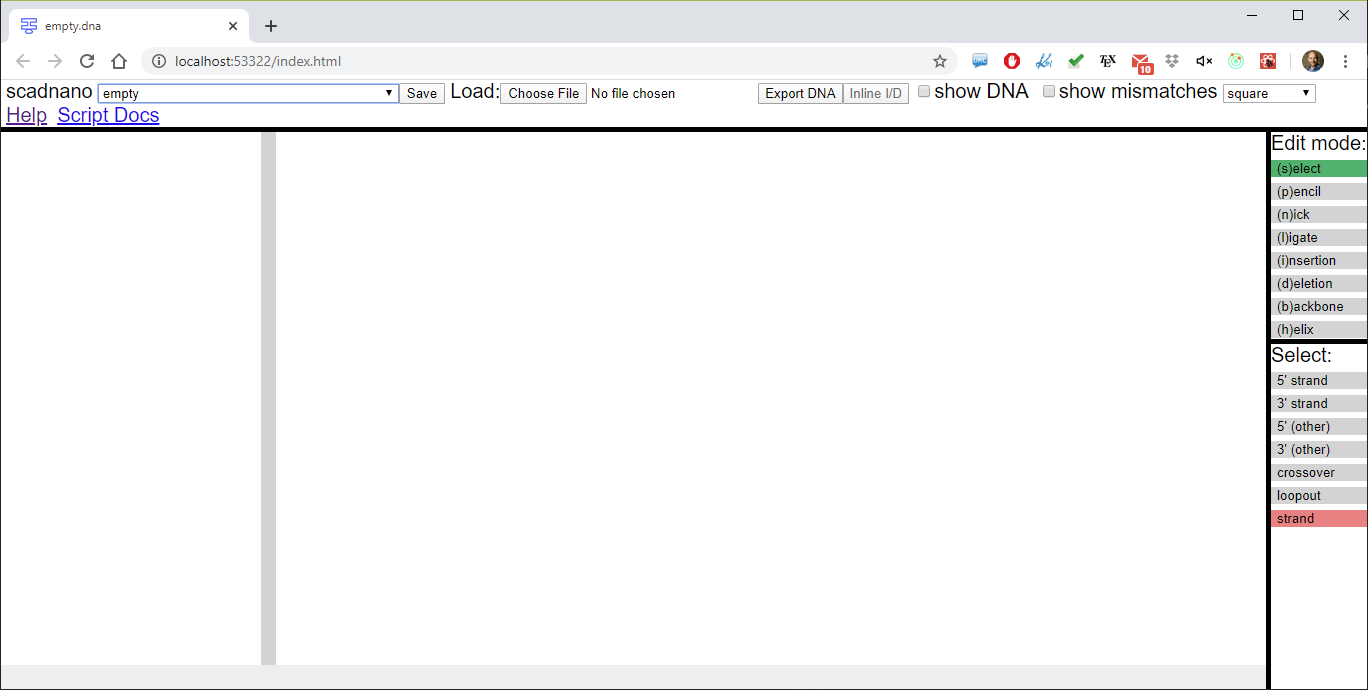 empty.dna
localhost:53322/index.html
10
scadnano empty Save Load: Choose File No file chosen Export DNA Inline I/D show DNA show mismatches square
Help Script Docs
Edit mode:
(s)elect
(p)encil
(n)ick
(l)igate
(i)nsertion
(d)eletion
(b)ackbone
(h)elix
Select:
5' strand
3' strand
5' (other)
3' (other)
crossover
loopout
strand